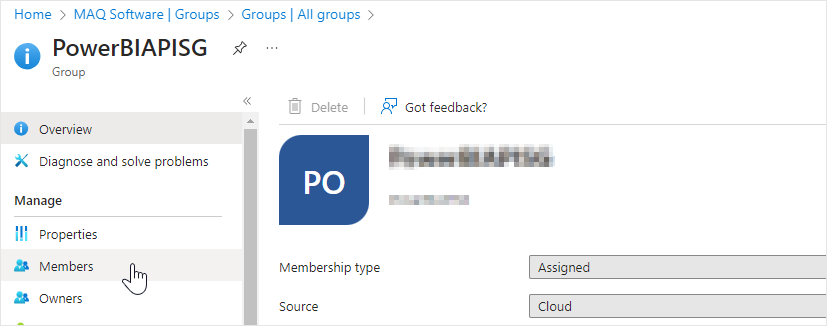 Home > MAQ Software | Groups > Groups | All groups >
PowerBIAPISG
Group
Delete
Got feedback?
Overview
Diagnose and solve problems
Manage
Properties
Members
Owners
PO
Membership type Assigned
Source Cloud